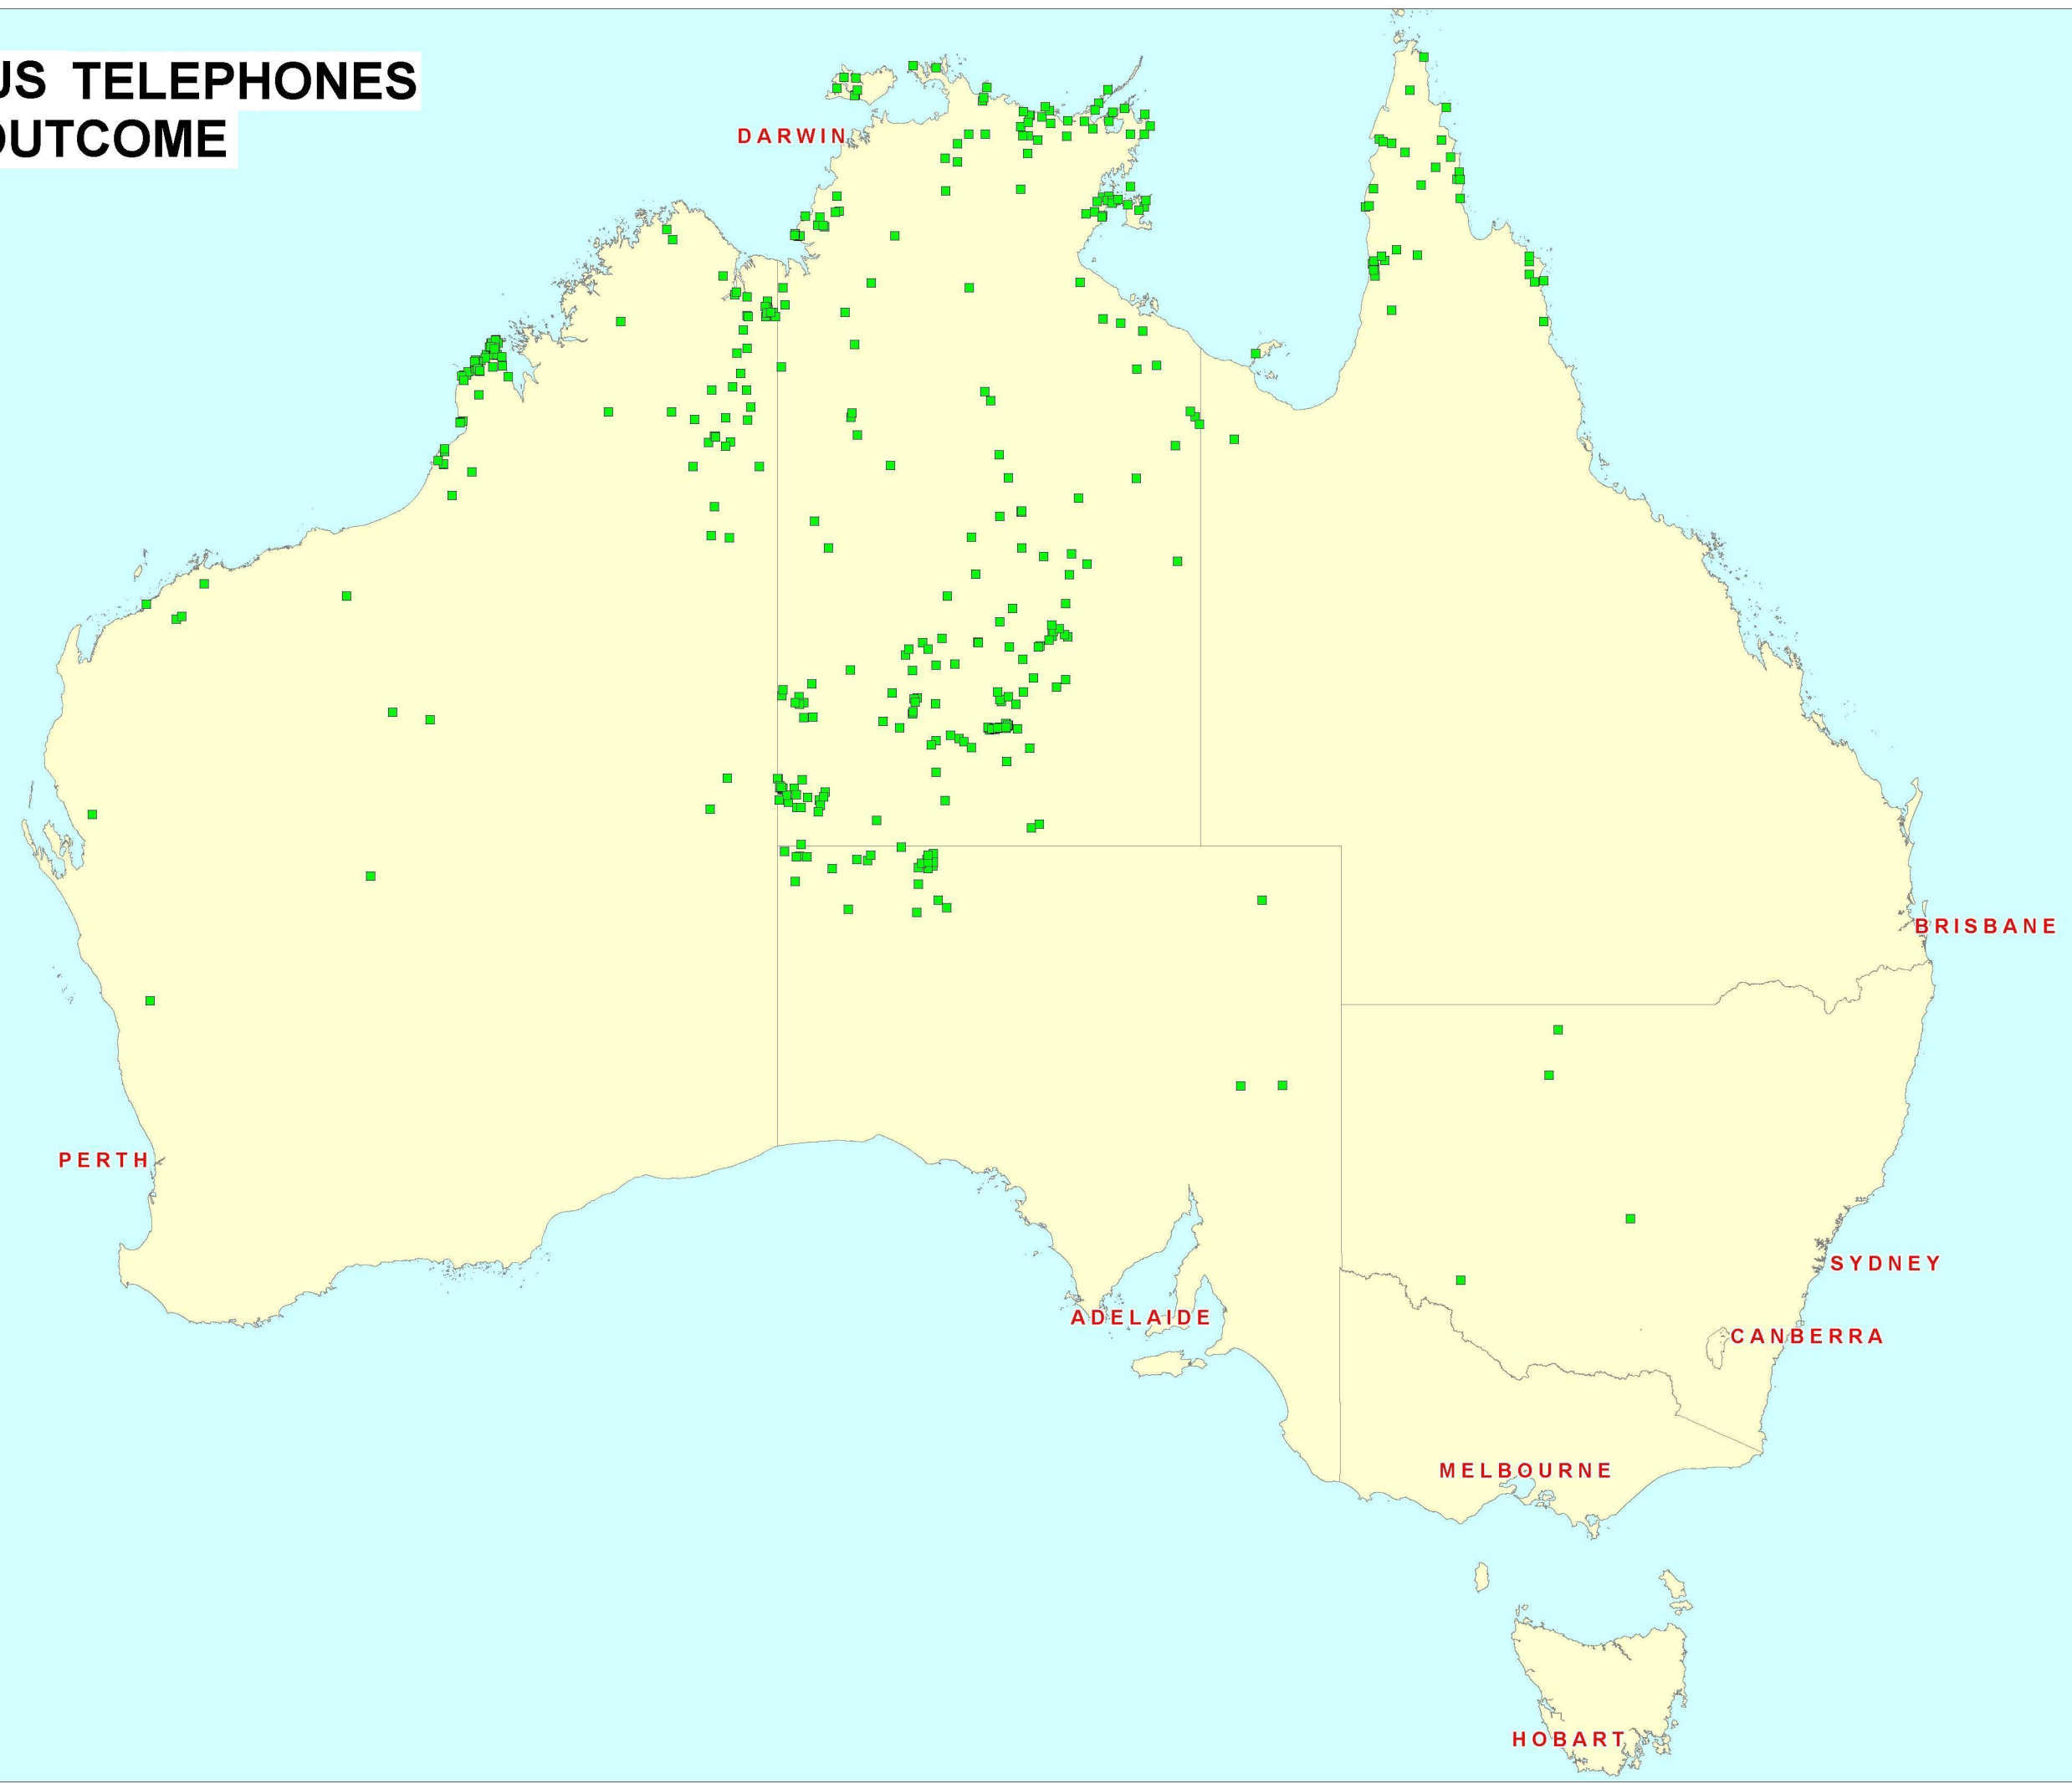 US TELEPHONES
OUTCOME
DARWIN
BRISBANE
PERTH
SYDNEY
ADELAIDE
CANBERRA
MELBOURNE
HOBART